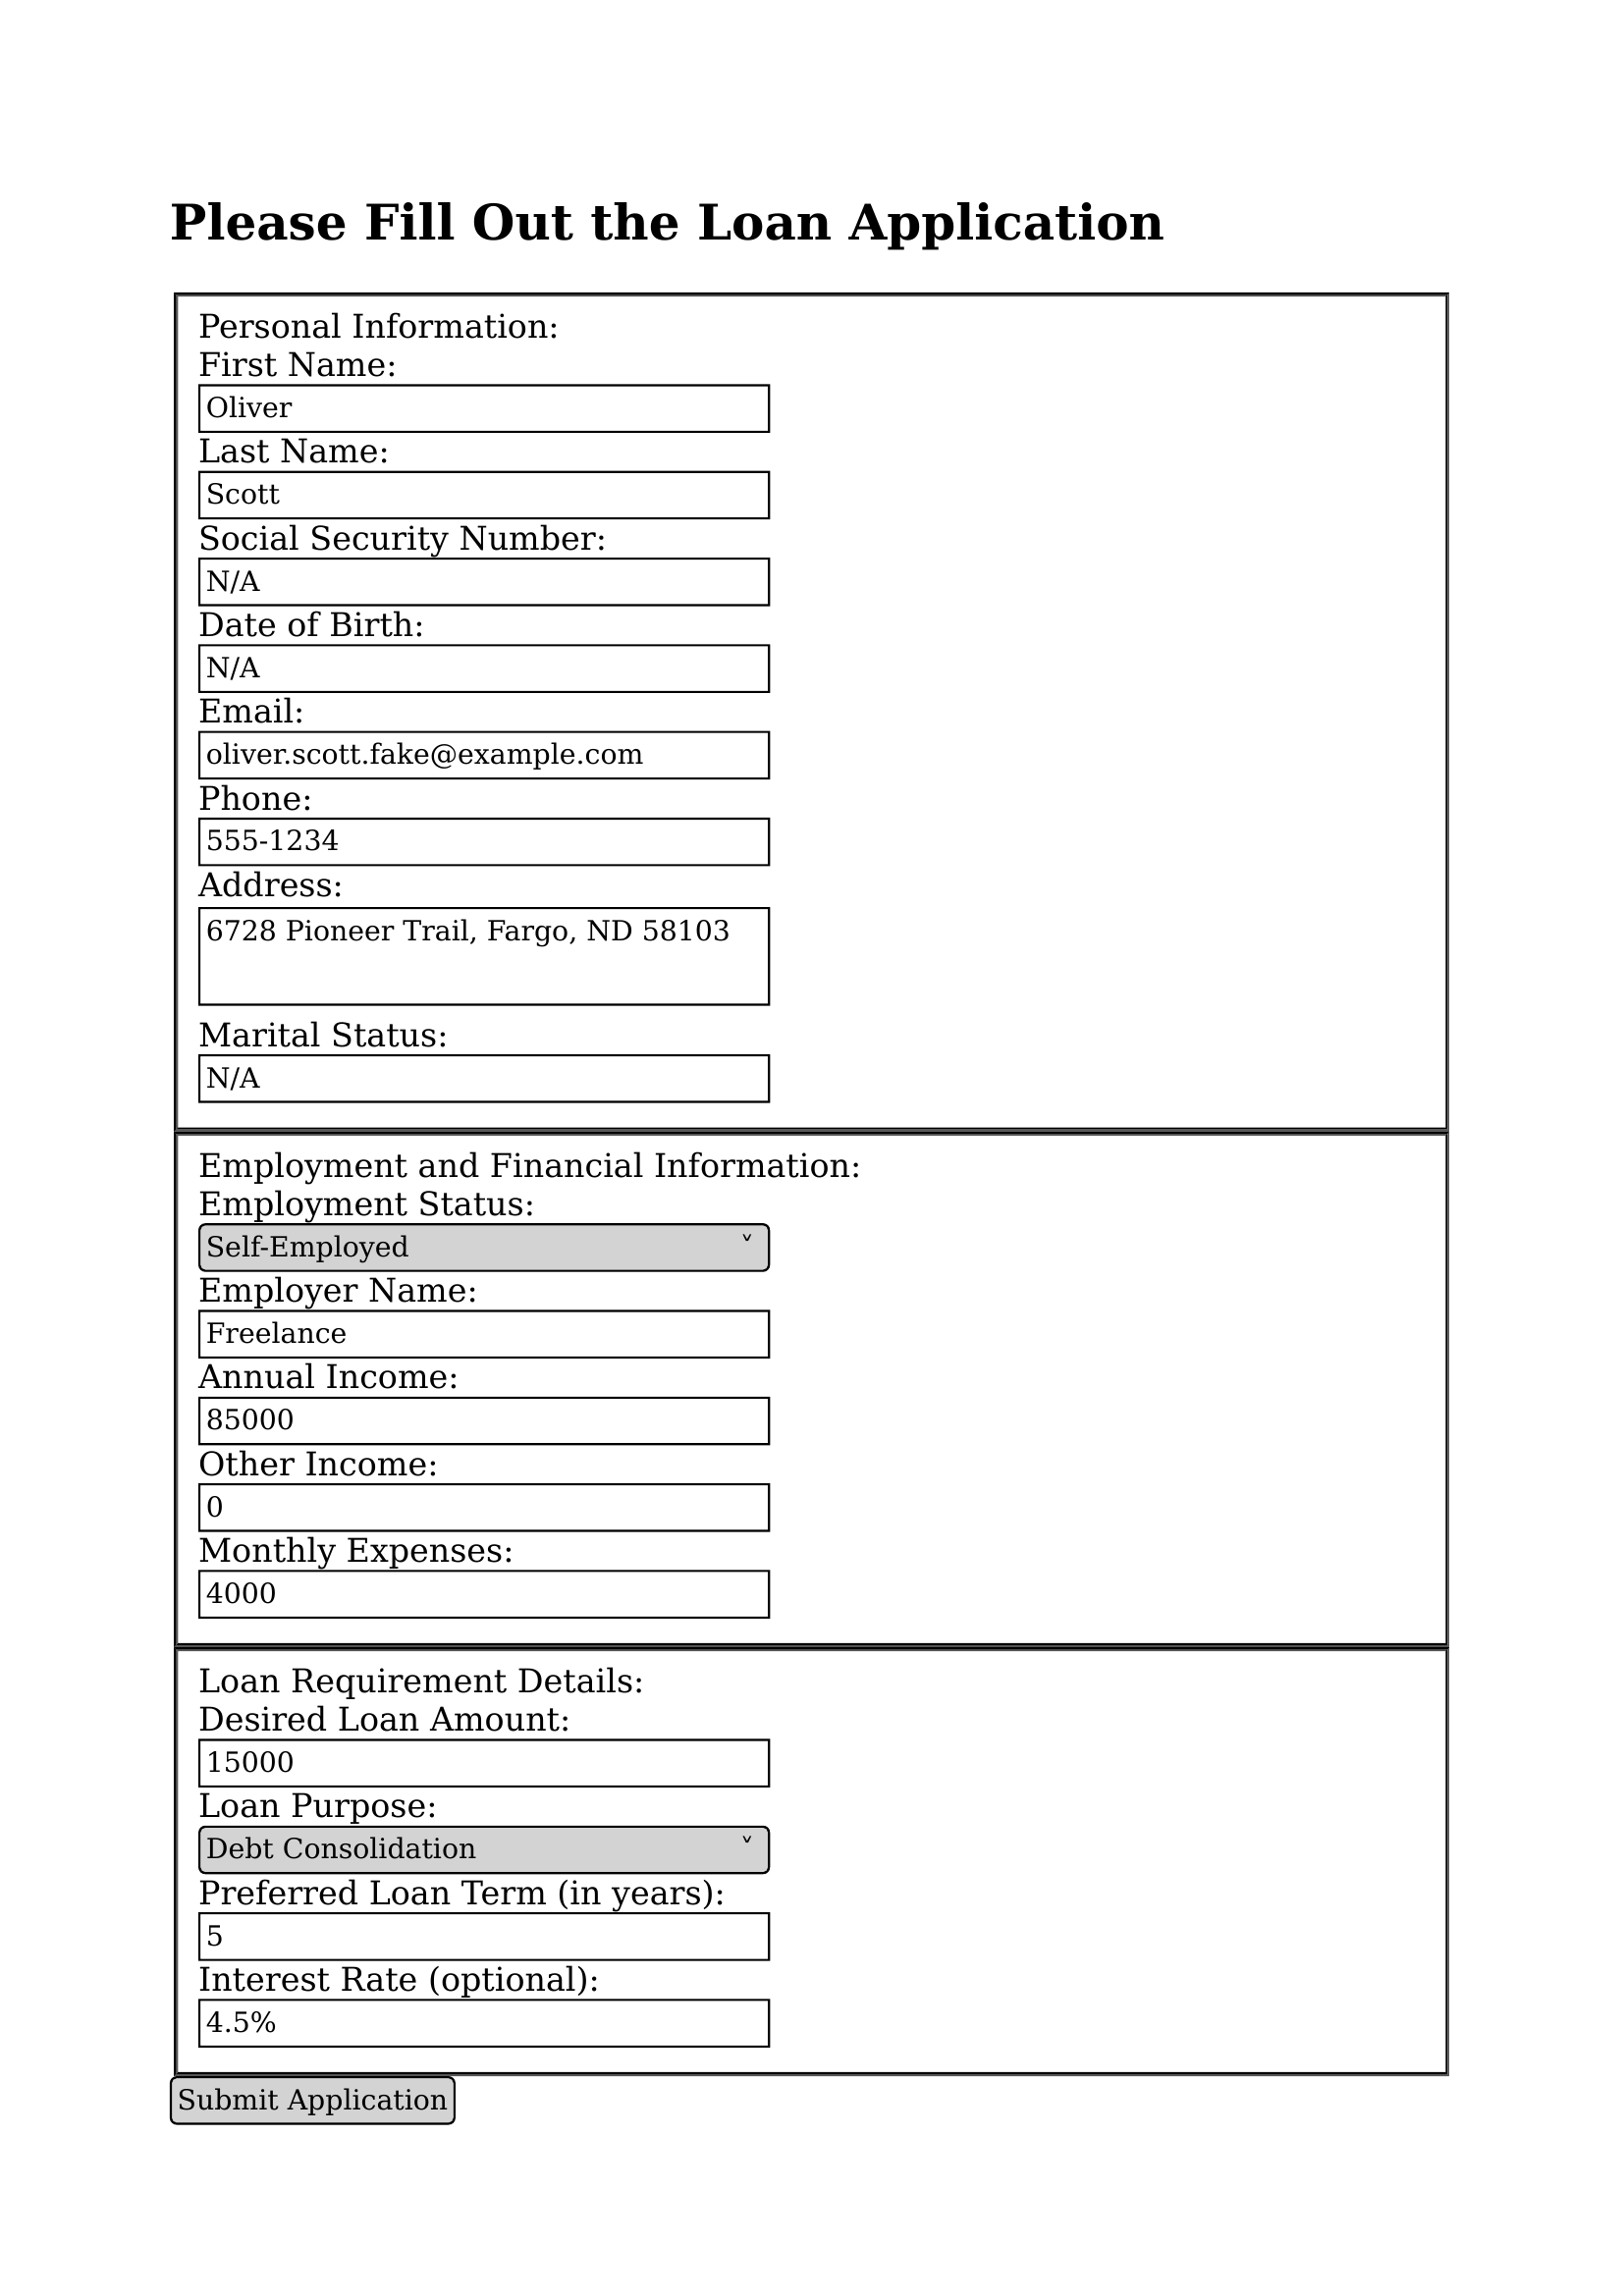 Please Fill Out the Loan Application
Personal Information:
First Name:
Oliver
Last Name:
Scott
Social Security Number:
N/A
Date of Birth:
N/A
Email:
oliver.scott.fake@example.com
Phone:
555-1234
Address:
6728 Pioneer Trail, Fargo, ND 58103
Marital Status:
N/A
Employment and Financial Information:
Employment Status:
Self-Employed
Employer Name:
Freelance
Annual Income:
85000
Other Income:
0
Monthly Expenses:
4000
Loan Requirement Details:
Desired Loan Amount:
15000
Loan Purpose:
Debt Consolidation
Preferred Loan Term (in years):
5
Interest Rate (optional):
4.5%
Submit Application